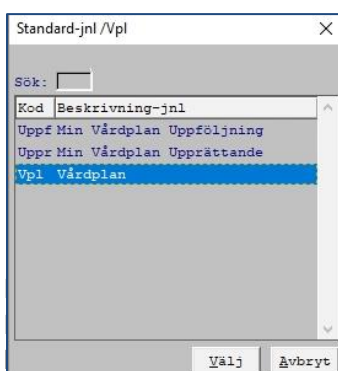 Standard-jnl /Vpl
Sök:
Kod Beskrivning-jnl
Uppf Min Vårdplan Uppföljning
Uppr Min Vårdplan Upprättande
Vpl Vårdplan
Välj Avbryt